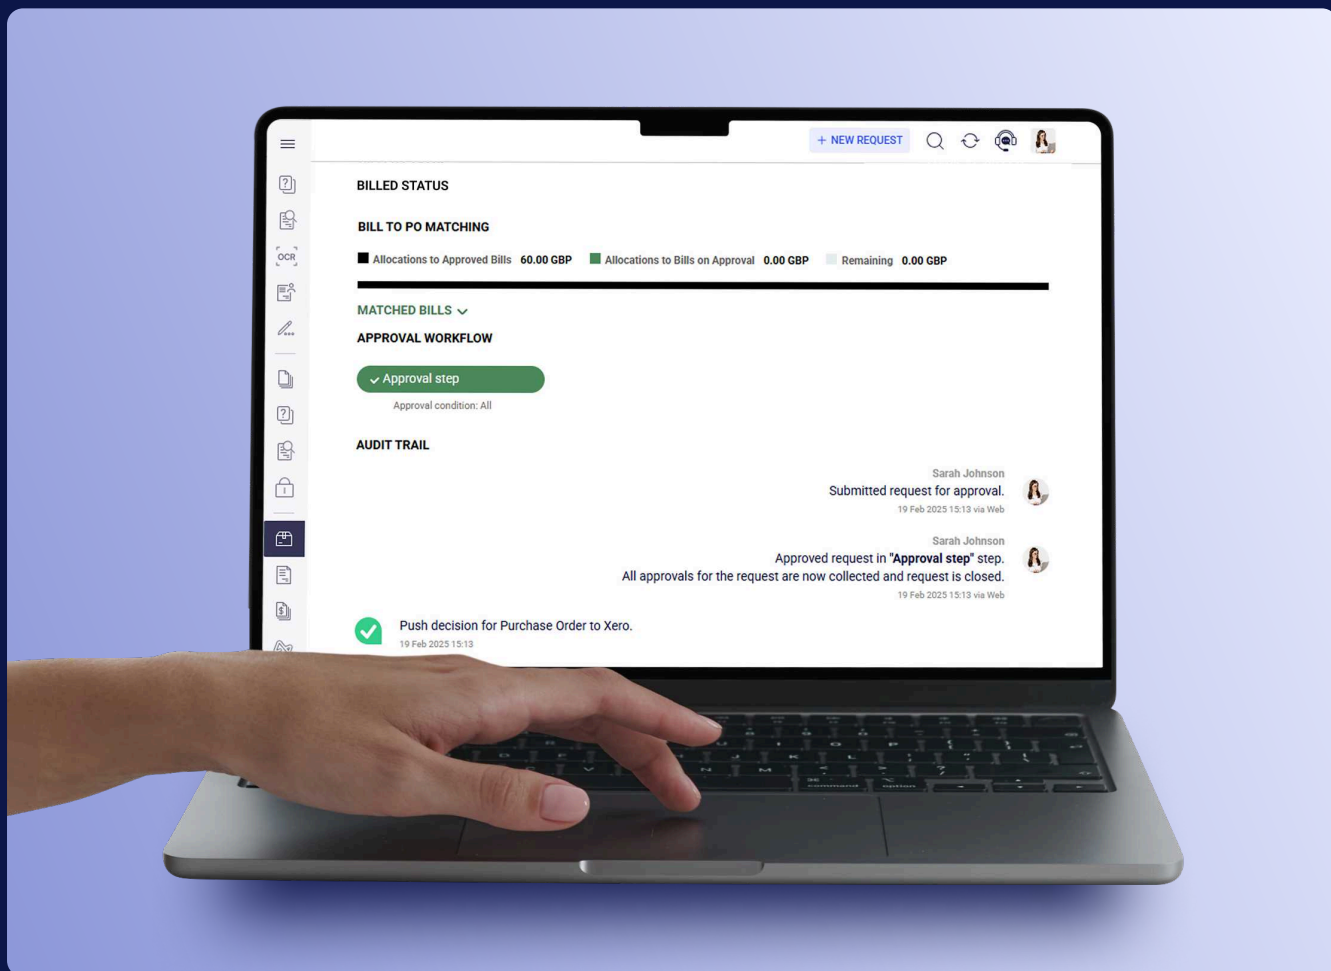 + NEW REQUEST
BILLED STATUS
BILL TO PO MATCHING
OCR
Allocations to Approved Bills 60.00 GBP Allocations to Bills on Approval 0.00 GBP Remaining 0.00 GBP
MATCHED BILLS
APPROVAL WORKFLOW
Approval step
Approval condition: All
AUDIT TRAIL
Sarah Johnson
Submitted request for approval.
19 Feb 2025 15:13 via Web
Sarah Johnson
Approved request in "Approval step" step.
All approvals for the request are now collected and request is closed.
19 Feb 2025 15:13 via Web
Push decision for Purchase Order to Xero.
19 Feb 2025 15:13
command option